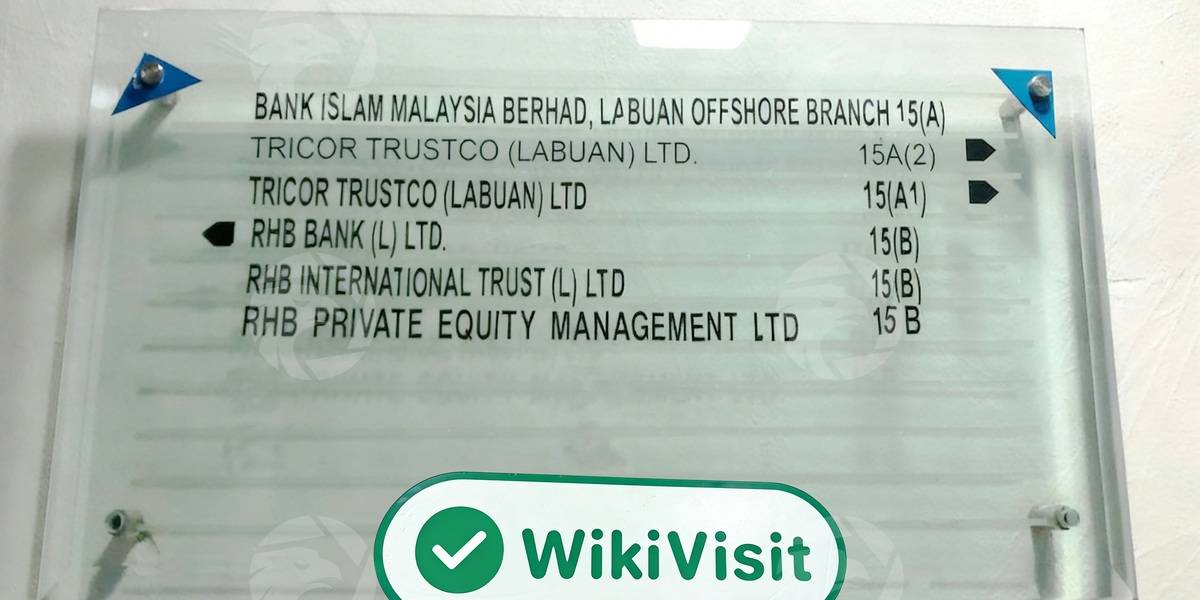 BANK ISLAM MALAYSIA BERHAD, LABUAN OFFSHORE BRANCH 15(A)
TRICOR TRUSTCO (LABUAN) LTD. 15A(2)
TRICOR TRUSTCO (LABUAN) LTD 15(A1)
RHB BANK (L) LTD. 15(B)
RHB INTERNATIONAL TRUST (L) LTD 15(B)
RHB PRIVATE EQUITY MANAGEMENT LTD 15 B
WikiVisit